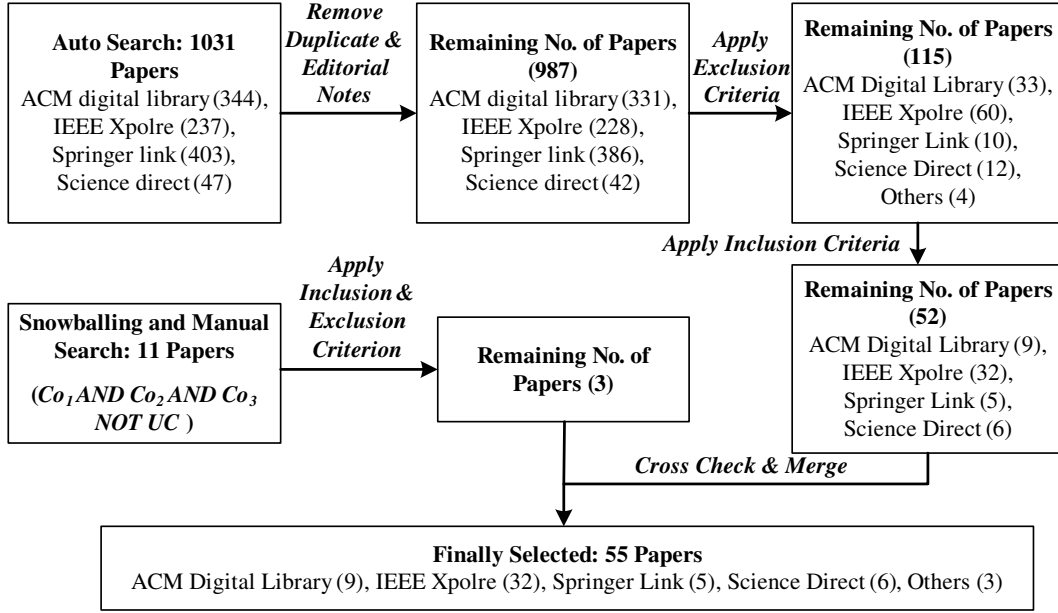 Auto Search: 1031
Papers
ACM digital library (344),
IEEE Xpolre (237),
Springer link (403),
Science direct (47)
Remove
Duplicate &
Editorial
Notes
Remaining No. of Papers
(987)
ACM digital library (331),
IEEE Xpolre (228),
Springer link (386),
Science direct (42)
Apply
Exclusion
Criteria
Remaining No. of Papers
(115)
ACM Digital Library (33),
IEEE Xpolre (60),
Springer Link (10),
Science Direct (12),
Others (4)
Apply Inclusion Criteria
Remaining No. of Papers
(52)
ACM Digital Library (9),
IEEE Xpolre (32),
Springer Link (5),
Science Direct (6)
Snowballing and Manual
Search: 11 Papers
(Co1 AND Co2 AND Co3
NOT UC )
Apply
Inclusion &
Exclusion
Criterion
Remaining No. of
Papers (3)
Cross Check & Merge
Finally Selected: 55 Papers
ACM Digital Library (9), IEEE Xpolre (32), Springer Link (5), Science Direct (6), Others (3)